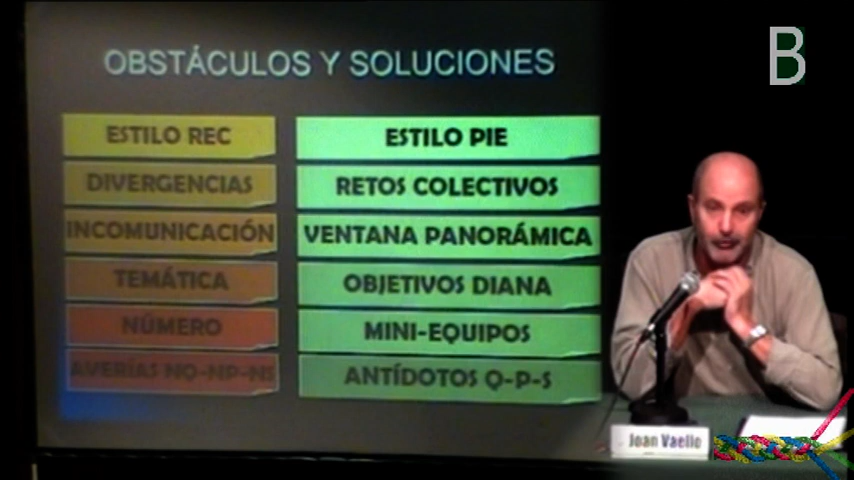 B
OBSTÁCULOS Y SOLUCIONES
ESTILO REC
ESTILO PIE
DIVERGENCIAS
RETOS COLECTIVOS
INCOMUNICACIÓN
VENTANA PANORÁMICA
TEMÁTICA
OBJETIVOS DIANA
NÚMERO
MINI-EQUIPOS
AVERÍAS NQ-NP-NS
ANTÍDOTOS Q-P-S
Joan Vaello